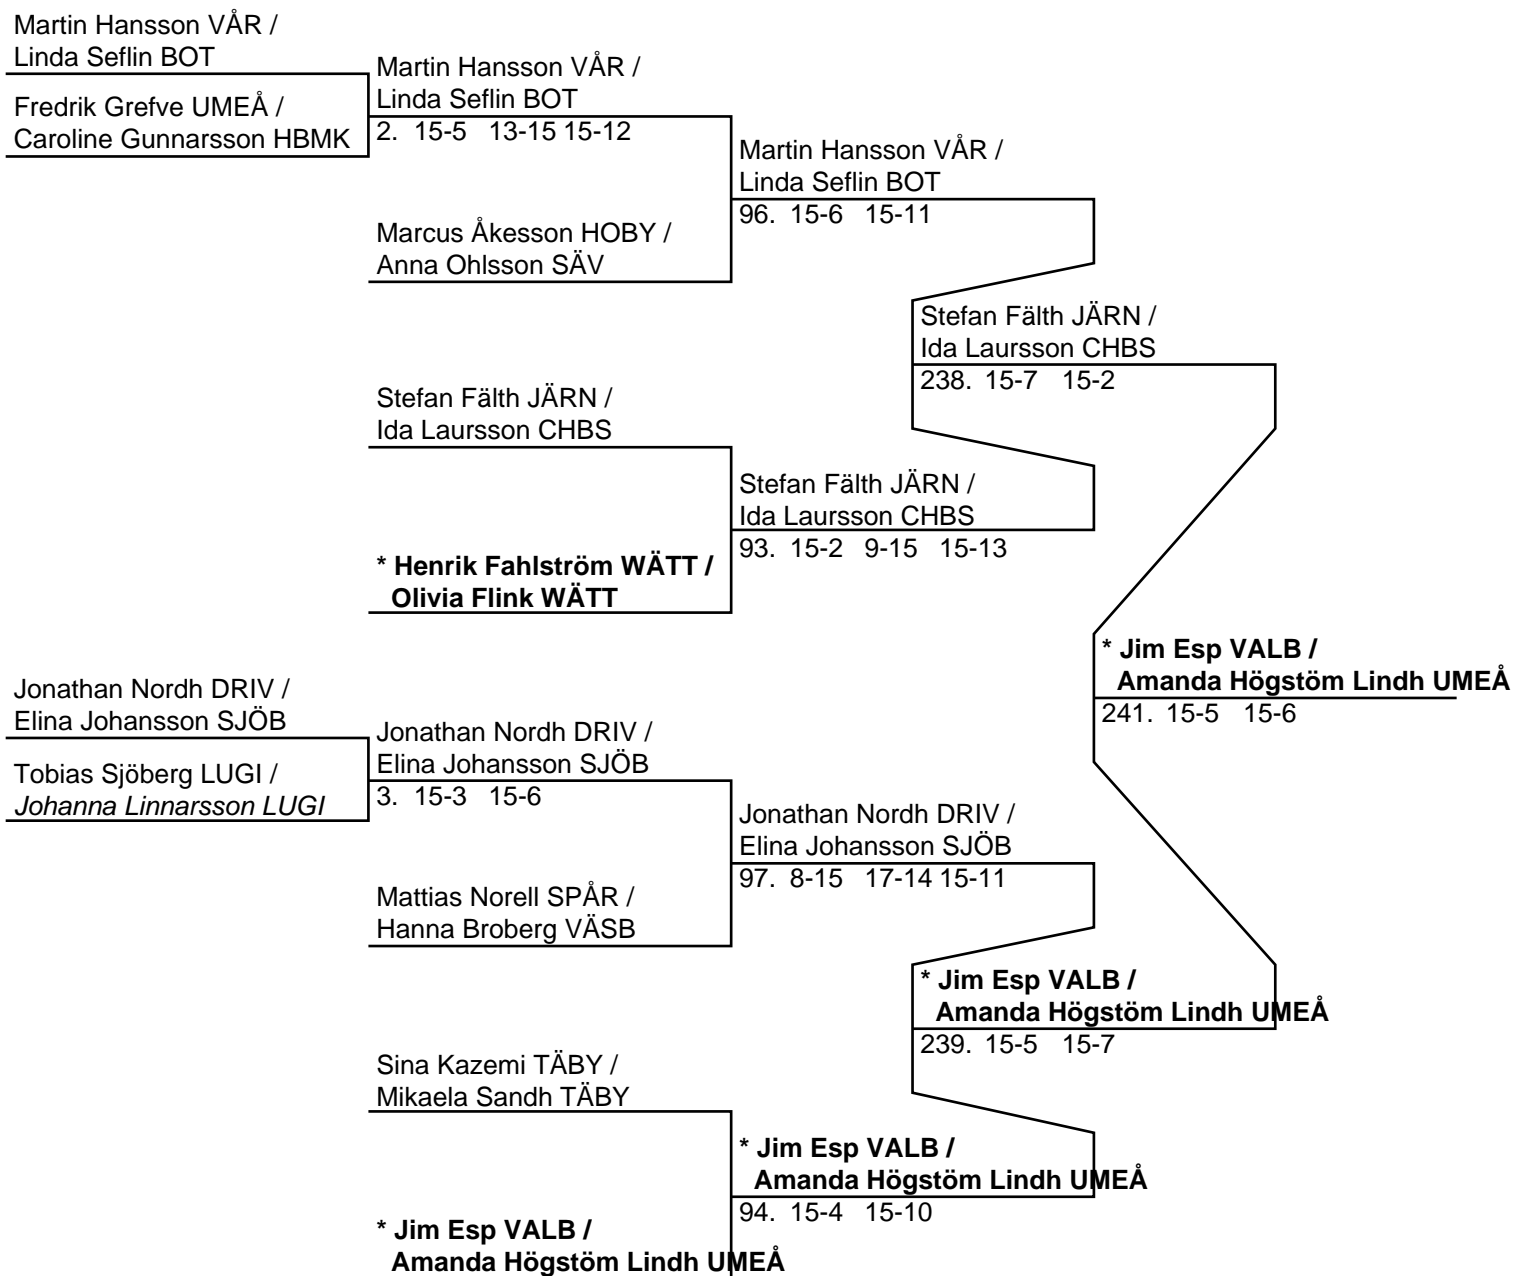 Martin Hansson VÅR /
Linda Seflin BOT
Fredrik Grefve UMEÅ /
Caroline Gunnarsson HBMK
Martin Hansson VÅR /
Linda Seflin BOT
2. 15-5 13-15 15-12
Marcus Åkesson HOBY /
Anna Ohlsson SÄV
Martin Hansson VÅR /
Linda Seflin BOT
96. 15-6 15-11
Stefan Fälth JÄRN /
Ida Laursson CHBS
238. 15-7 15-2
Stefan Fälth JÄRN /
Ida Laursson CHBS
Stefan Fälth JÄRN /
Ida Laursson CHBS
93. 15-2 9-15 15-13
* Henrik Fahlström WÄTT /
Olivia Flink WÄTT
* Jim Esp VALB /
Amanda Högstöm Lindh UMEÅ
241. 15-5 15-6
Jonathan Nordh DRIV /
Elina Johansson SJÖB
Tobias Sjöberg LUGI /
Johanna Linnarsson LUGI
Jonathan Nordh DRIV /
Elina Johansson SJÖB
3. 15-3 15-6
Mattias Norell SPÅR /
Hanna Broberg VÄSB
Jonathan Nordh DRIV /
Elina Johansson SJÖB
97. 8-15 17-14 15-11
* Jim Esp VALB /
Amanda Högstöm Lindh UMEÅ
239. 15-5 15-7
Sina Kazemi TÄBY /
Mikaela Sandh TÄBY
* Jim Esp VALB /
Amanda Högstöm Lindh UMEÅ
94. 15-4 15-10
* Jim Esp VALB /
Amanda Högstöm Lindh UMEÅ